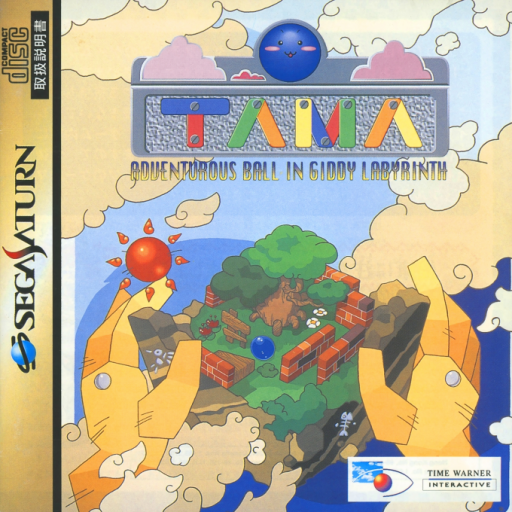 COMPACT
disc
取扱説明書
SEGA SATURN
TAMA
ADVENTUROUS BALL IN GIDDY LABYRINTH
TIME WARNER
INTERACTIVE